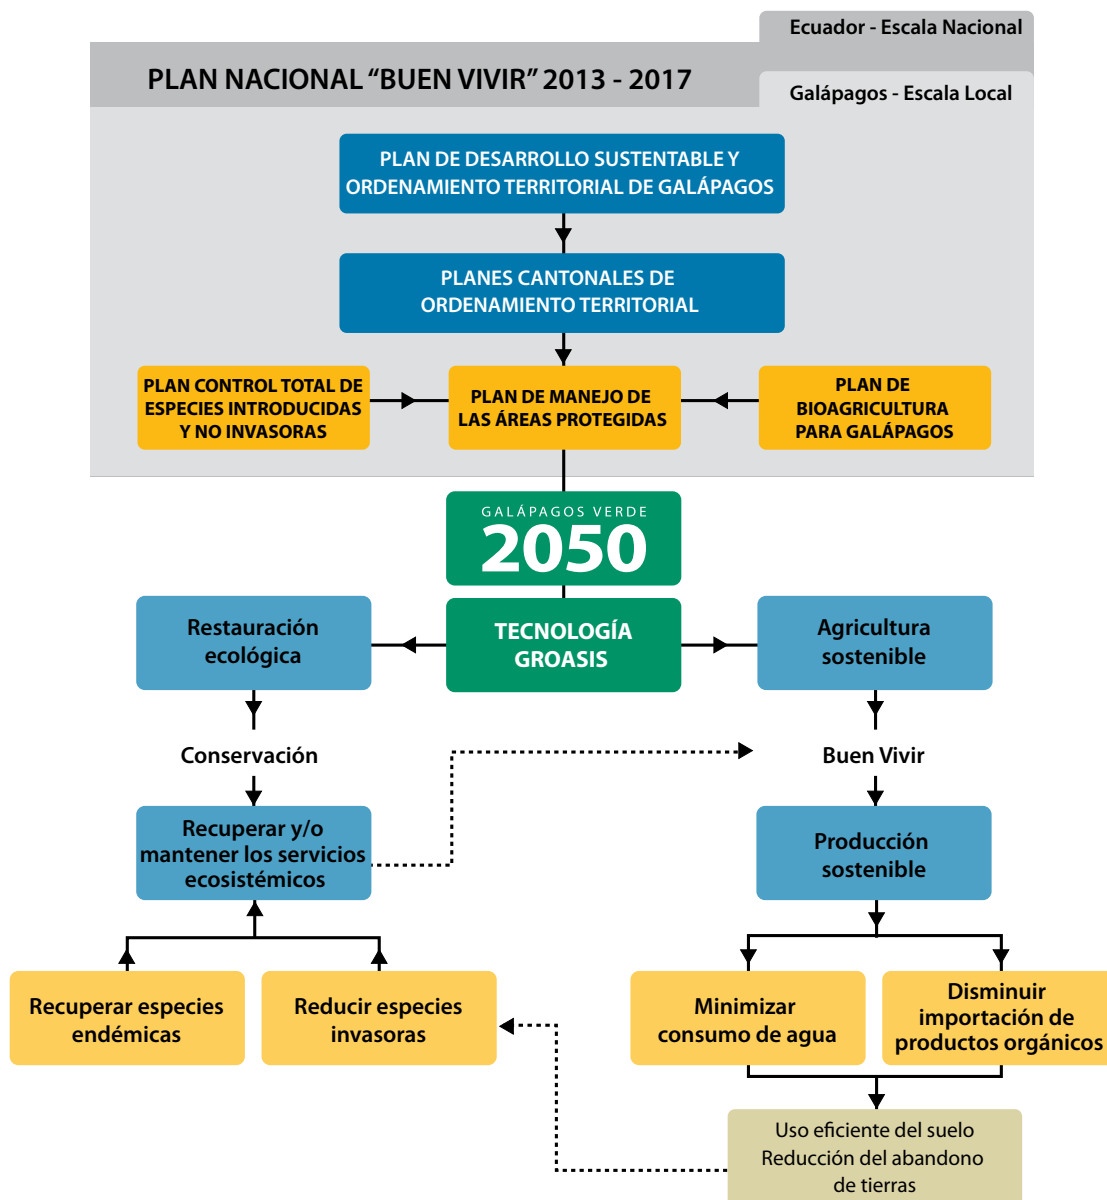 Ecuador - Escala Nacional
PLAN NACIONAL “BUEN VIVIR” 2013 - 2017
Galápagos - Escala Local
PLAN DE DESARROLLO SUSTENTABLE Y
ORDENAMIENTO TERRITORIAL DE GALÁPAGOS
PLANES CANTONALES DE
ORDENAMIENTO TERRITORIAL
PLAN CONTROL TOTAL DE
ESPECIES INTRODUCIDAS
Y NO INVASORAS
PLAN DE MANEJO DE
LAS ÁREAS PROTEGIDAS
PLAN DE
BIOAGRICULTURA
PARA GALÁPAGOS
GALÁPAGOS VERDE
2050
Restauración
ecológica
TECNOLOGÍA
GROASIS
Agricultura
sostenible
Conservación
Buen Vivir
Recuperar y/o
mantener los servicios
ecosistémicos
Producción
sostenible
Recuperar especies
endémicas
Reducir especies
invasoras
Minimizar
consumo de agua
Disminuir
importación de
productos orgánicos
Uso eficiente del suelo
Reducción del abandono
de tierras